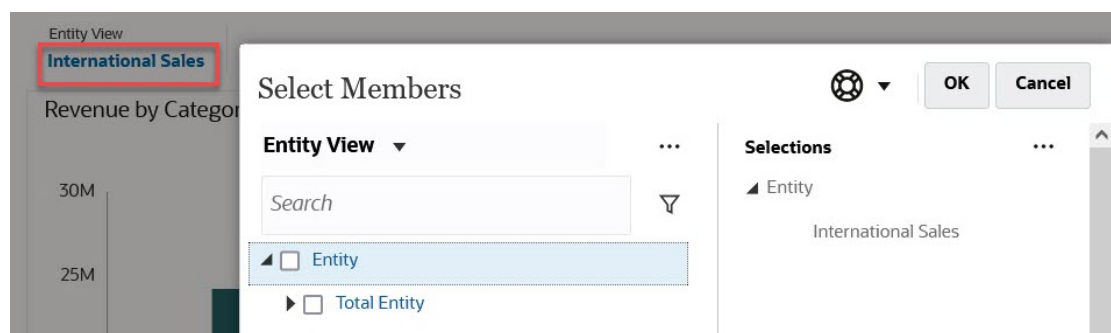 Entity View
International Sales
Revenue by Categor
30M
25M
Select Members
OK
Cancel
Entity View
Search
Entity
Total Entity
Selections
Entity
International Sales